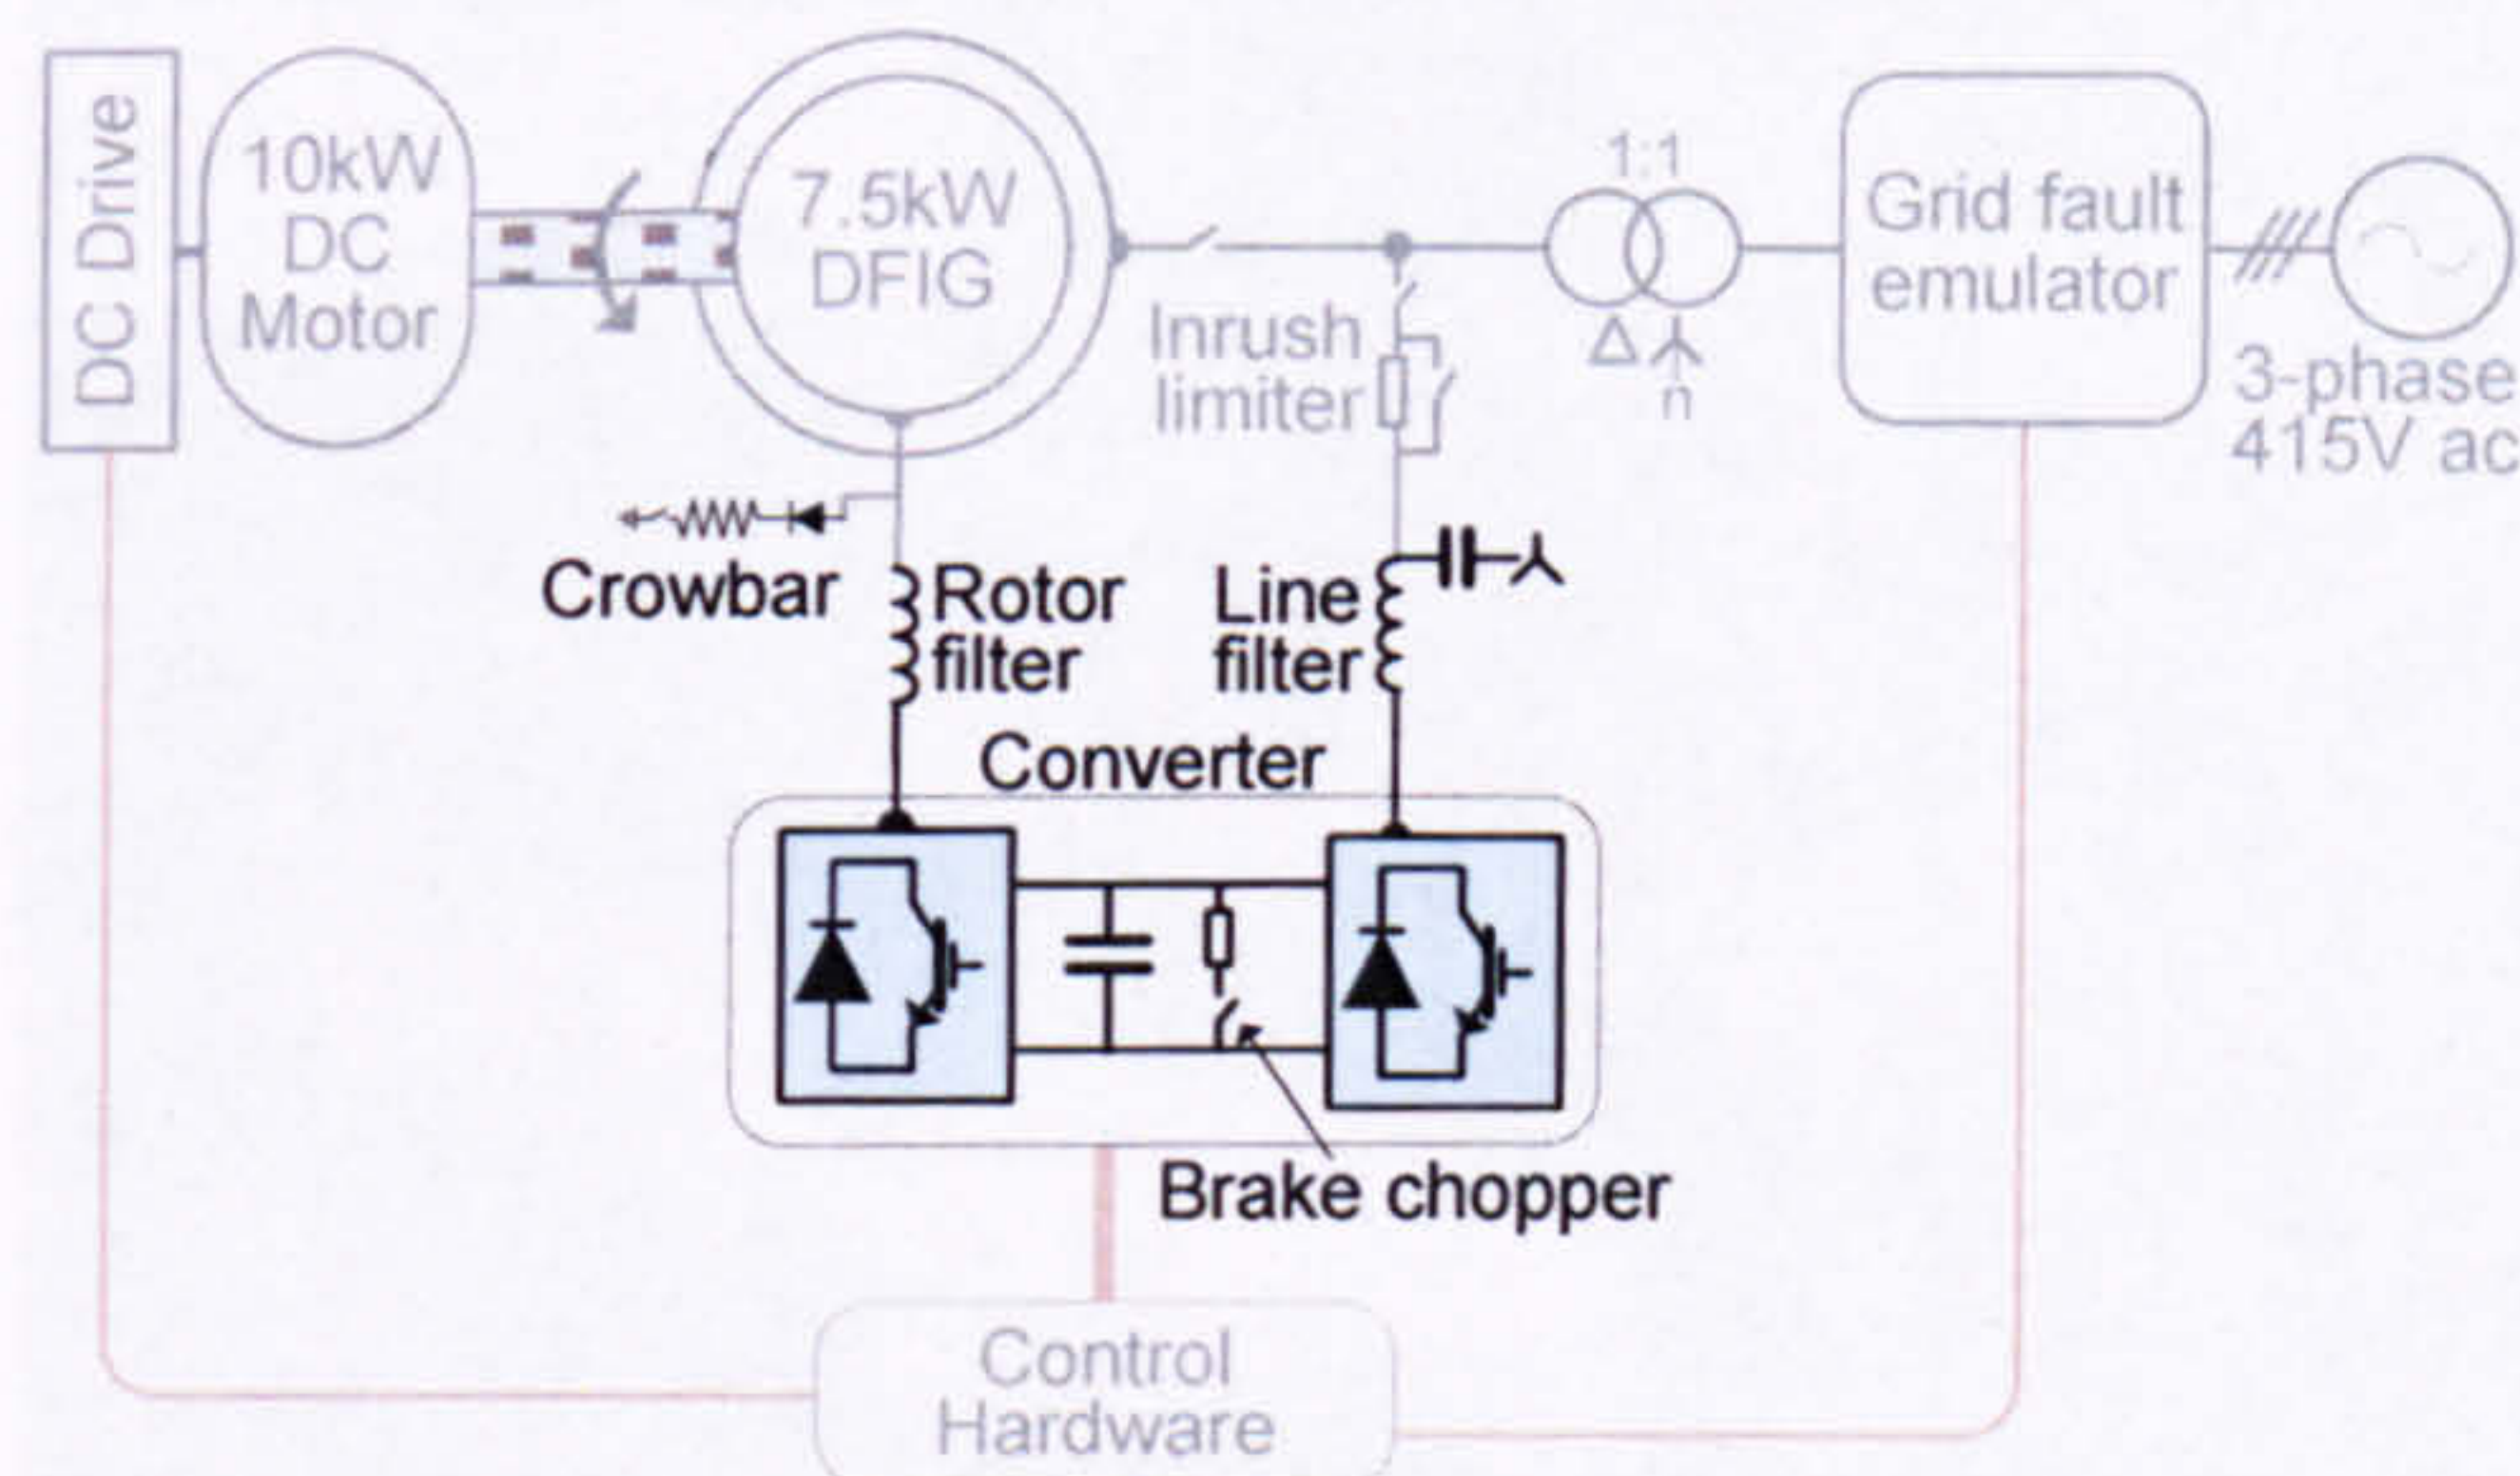 DC Drive
10kW
DC
Motor
7.5kW
DFIG
Inrush
limiter
1:1
Δ
n
Grid fault
emulator
3-phase
415V ac
Crowbar
Rotor
filter
Line
filter
Converter
Brake chopper
Control
Hardware